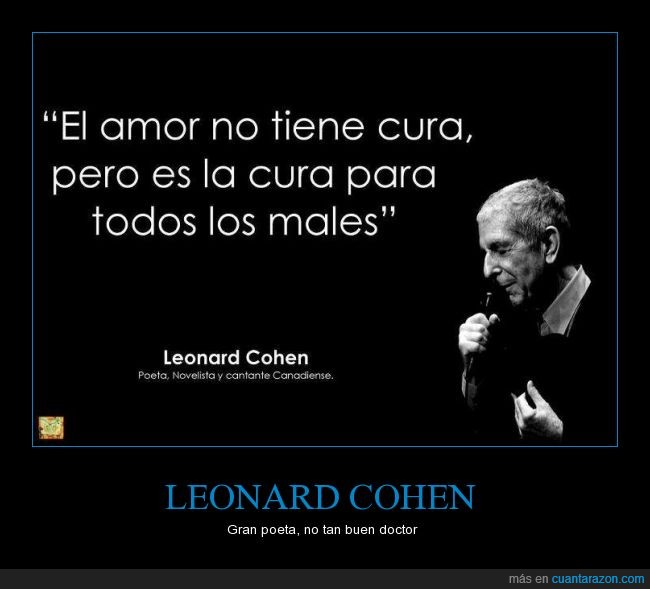 “El amor no tiene cura,
pero es la cura para
todos los males”
Leonard Cohen
Poeta, Novelista y cantante Canadiense.
LEONARD COHEN
Gran poeta, no tan buen doctor
más en cuantarazon.com